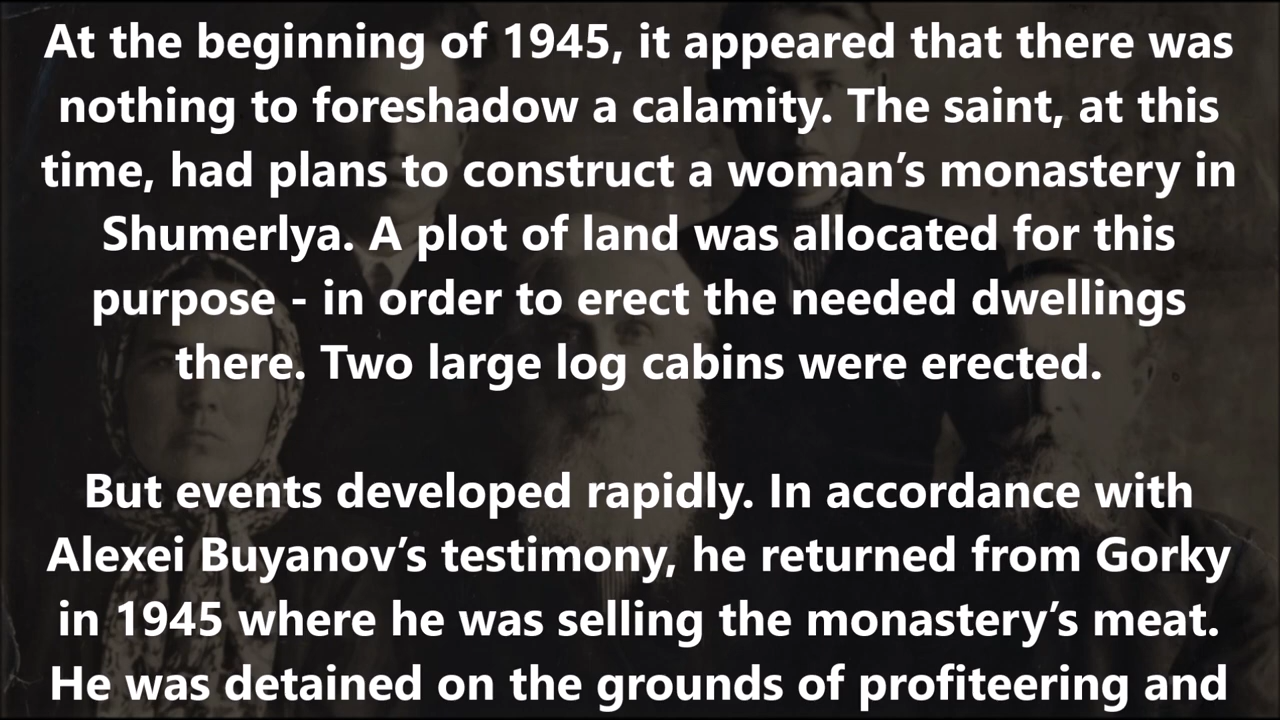 At the beginning of 1945, it appeared that there was
nothing to foreshadow a calamity. The saint, at this
time, had plans to construct a woman’s monastery in
Shumerlya. A plot of land was allocated for this
purpose - in order to erect the needed dwellings
there. Two large log cabins were erected.
But events developed rapidly. In accordance with
Alexei Buyanov’s testimony, he returned from Gorky
in 1945 where he was selling the monastery’s meat.
He was detained on the grounds of profiteering and